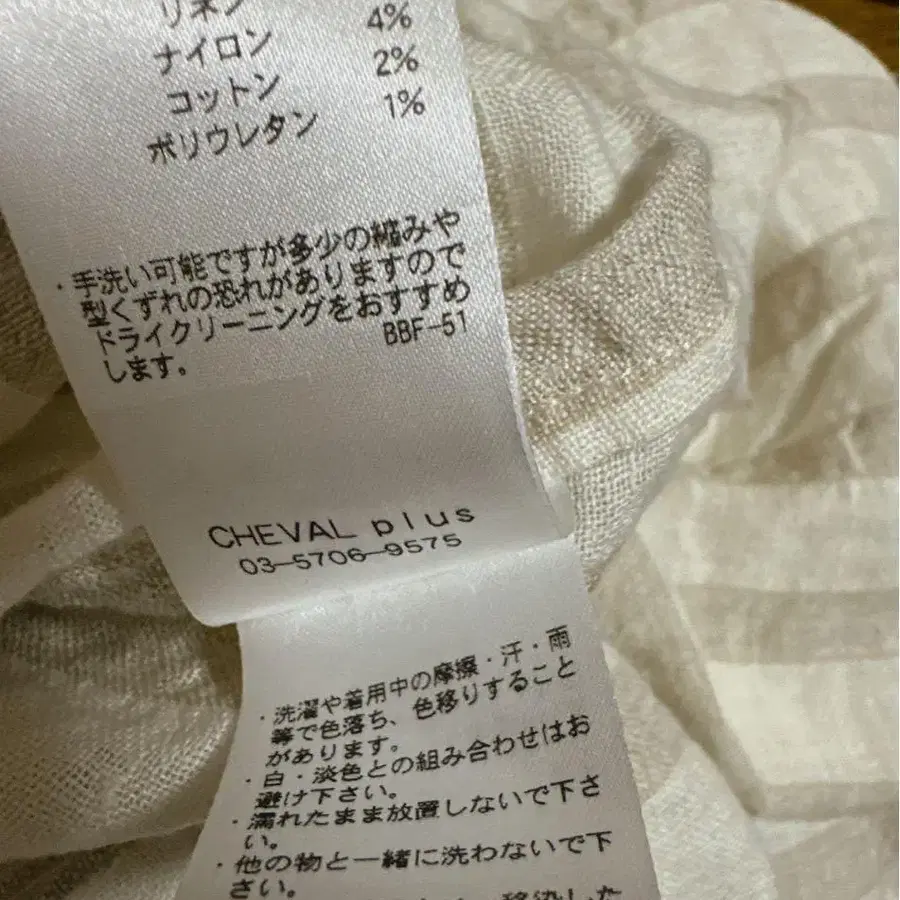 リネン 4%
ナイロン 2%
コットン 1%
ポリウレタン
・手洗い可能ですが多少の縮みや
型くずれの恐れがありますので
ドライクリーニングをおすすめ
します。 BBF-51
CHEVAL plus
03-5706-9575
・洗濯や着用中の摩擦・汗・雨
等で色落ち、色移りすること
があります。
・白・淡色との組み合わせはお
避け下さい。
・濡れたまま放置しないで下さ
い。
・他の物と一緒に洗わないで下
さい。
移染した